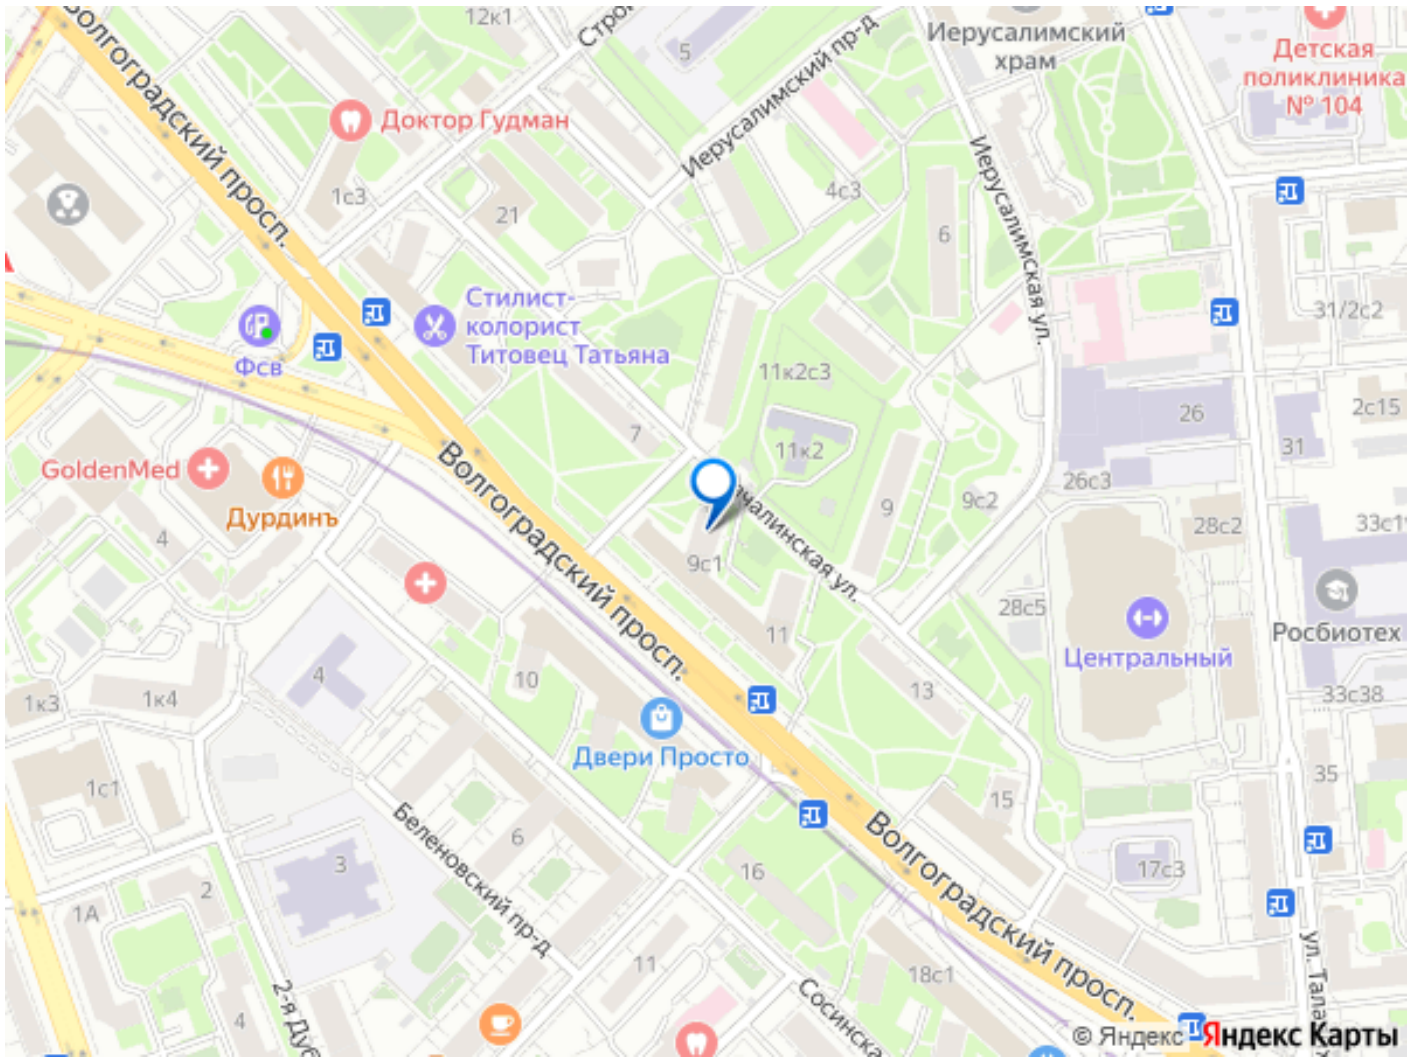 12к1
Стро
5
Иерусалимский
храм
Детская
поликлиника
№ 104
Волгоградский просп.
Доктор Гудман
Иерусалимский пр-д
Иерусалимская ул.
1с3
21
4с3
6
Стилист-
колорист
Титовец Татьяна
Фсв
31/2с2
11к2с3
7
26
2с15
31
11к2
GoldenMed
Дурдинъ
4
Волгоградский просп.
9
9с2
26с3
28с2
33с1
чалинская ул.
9с1
28с5
11
Росбиотех
Центральный
4
10
13
33с38
1к3
1к4
Двери Просто
1с1
35
15
Беленовский пр-д
6
Волгоградский просп.
3
16
17с3
2
1А
11
18с1
ул. Тала
2-я Дуб
4
Сосинска
© Яндекс Яндекс Карты